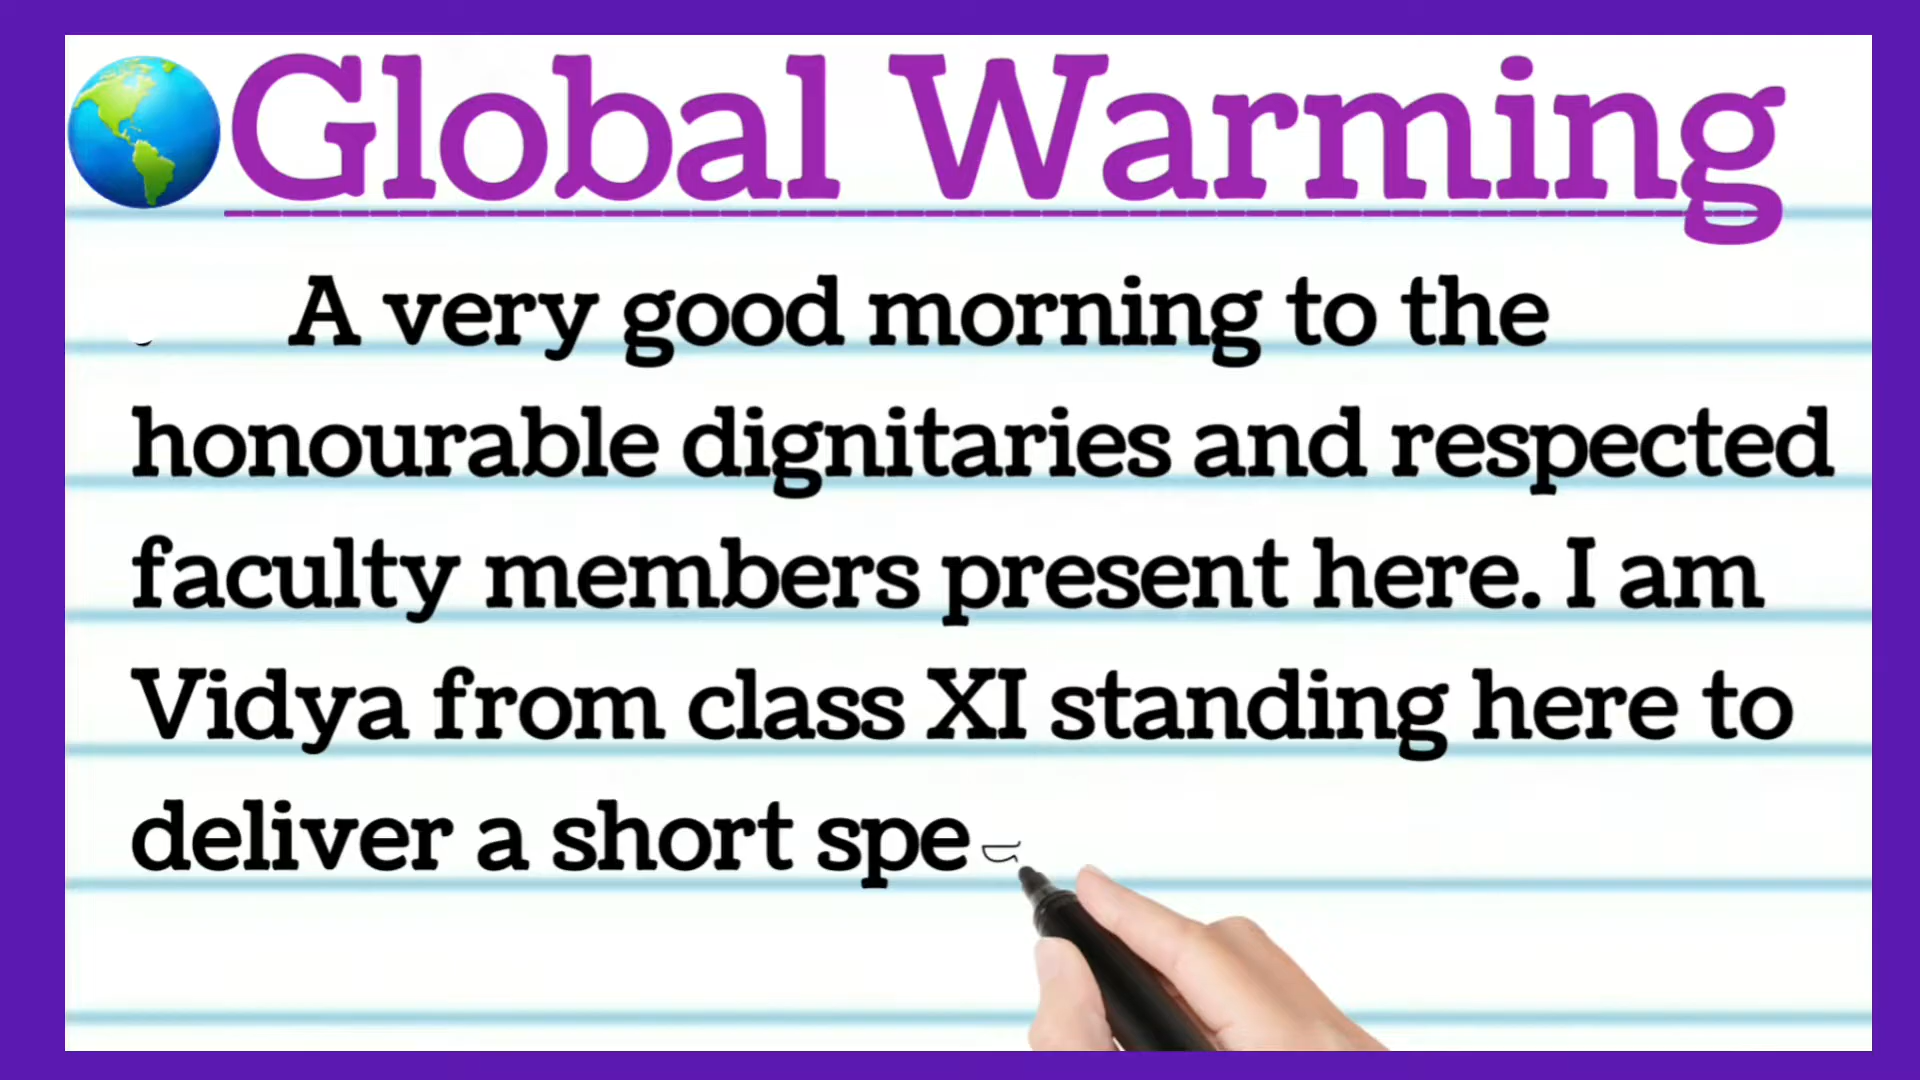 Global Warming
A very good morning to the
honourable dignitaries and respected
faculty members present here. I am
Vidya from class XI standing here to
deliver a short spe